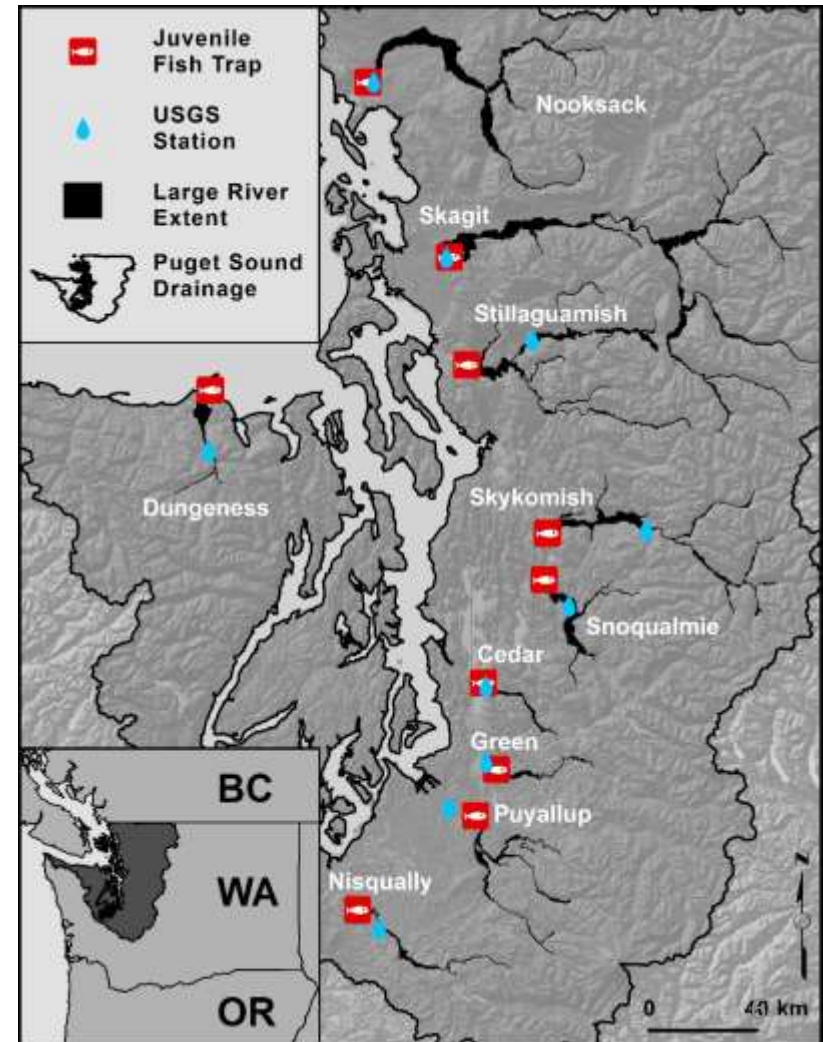 Juvenile
Fish Trap
USGS
Station
Large River
Extent
Puget Sound
Drainage
Nooksack
Skagit
Stillaguamish
Dungeness
Skykomish
Snoqualmie
Cedar
Green
Puyallup
Nisqually
BC
WA
OR
N
0 40 km